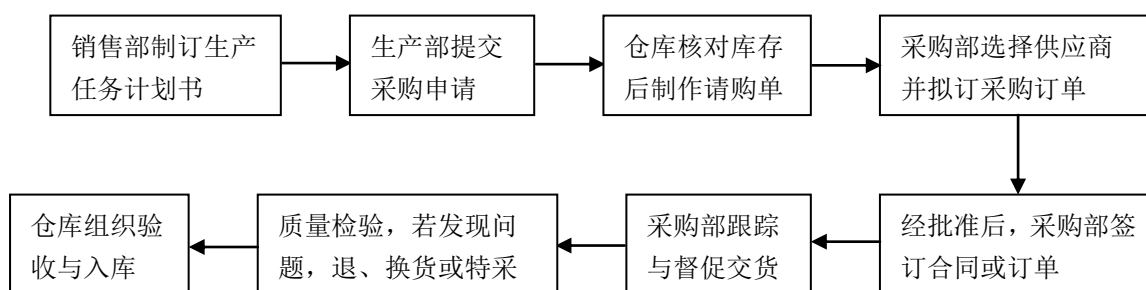 销售部制订生产
任务计划书
生产部提交
采购申请
仓库核对库存
后制作请购单
采购部选择供应商
并拟订采购订单
经批准后，采购部签
订合同或订单
采购部跟踪
与督促交货
质量检验，若发现问
题，退、换货或特采
仓库组织验
收与入库